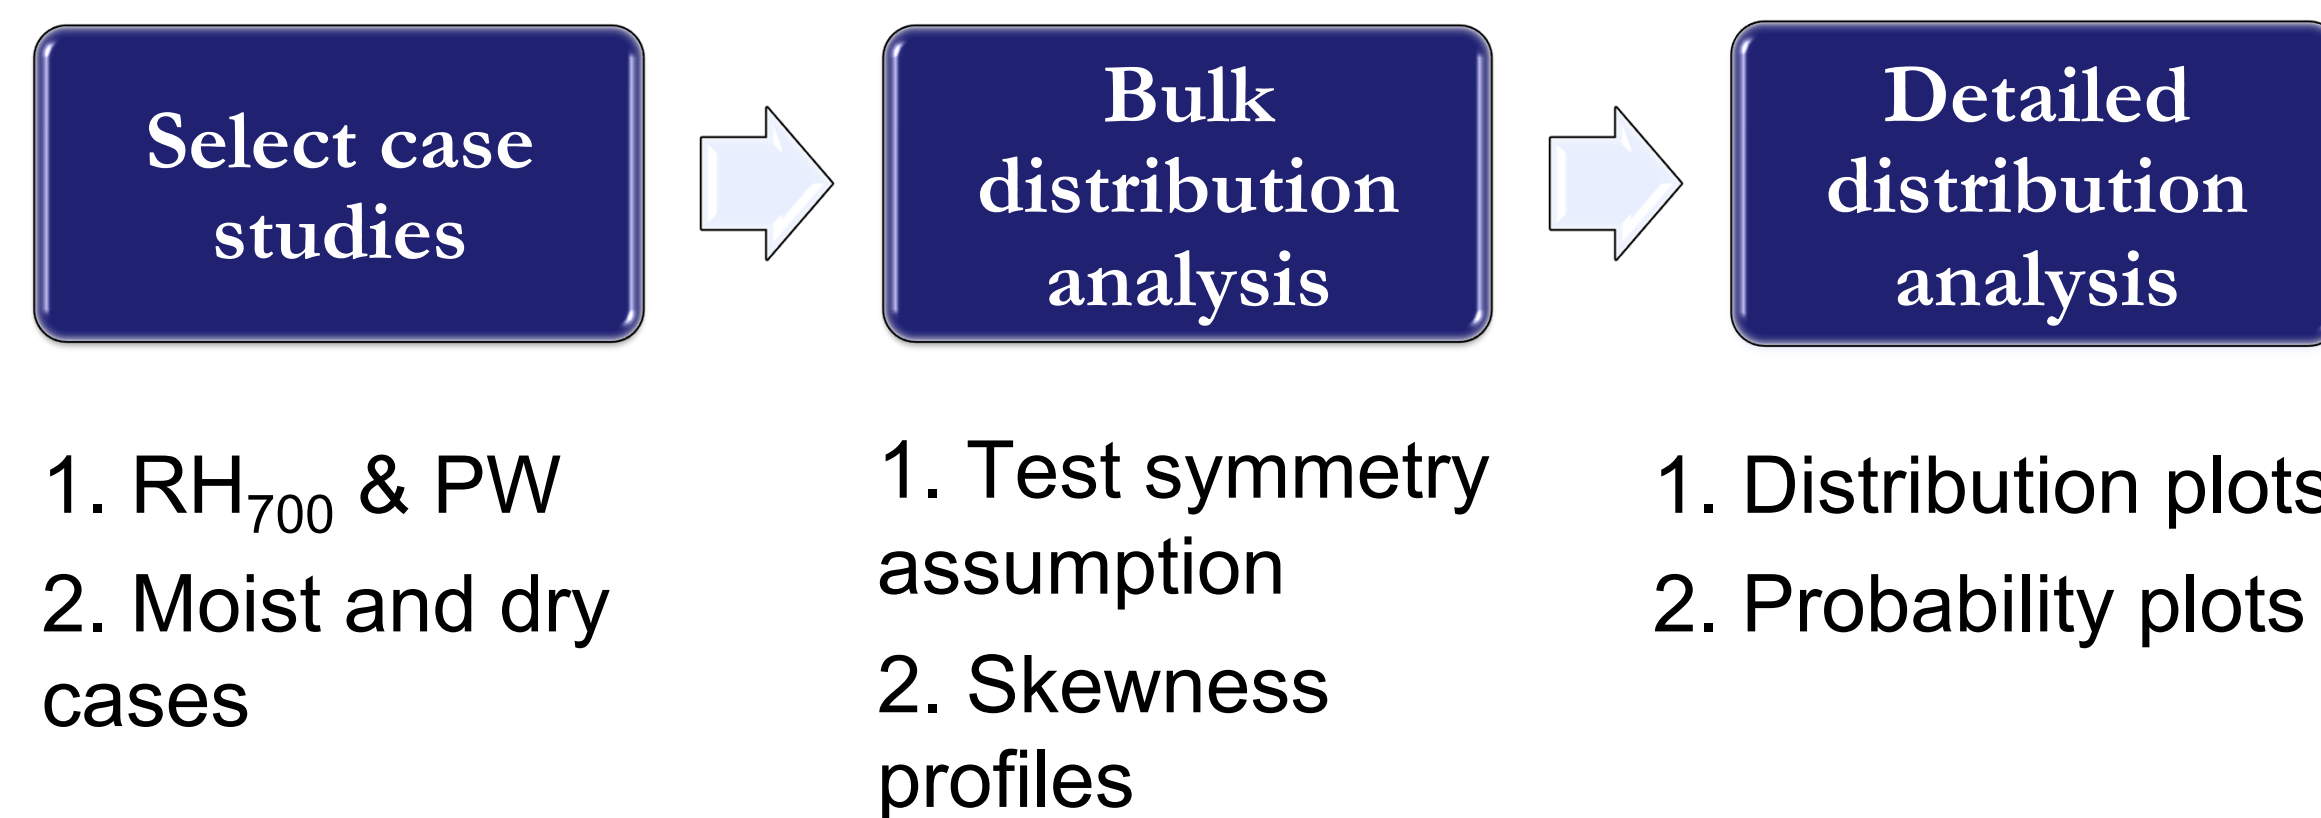 Select case
studies
Bulk
distribution
analysis
Detailed
distribution
analysis
1. RH₇₀₀ & PW
2. Moist and dry
cases
1. Test symmetry
assumption
2. Skewness
profiles
1. Distribution plots
2. Probability plots